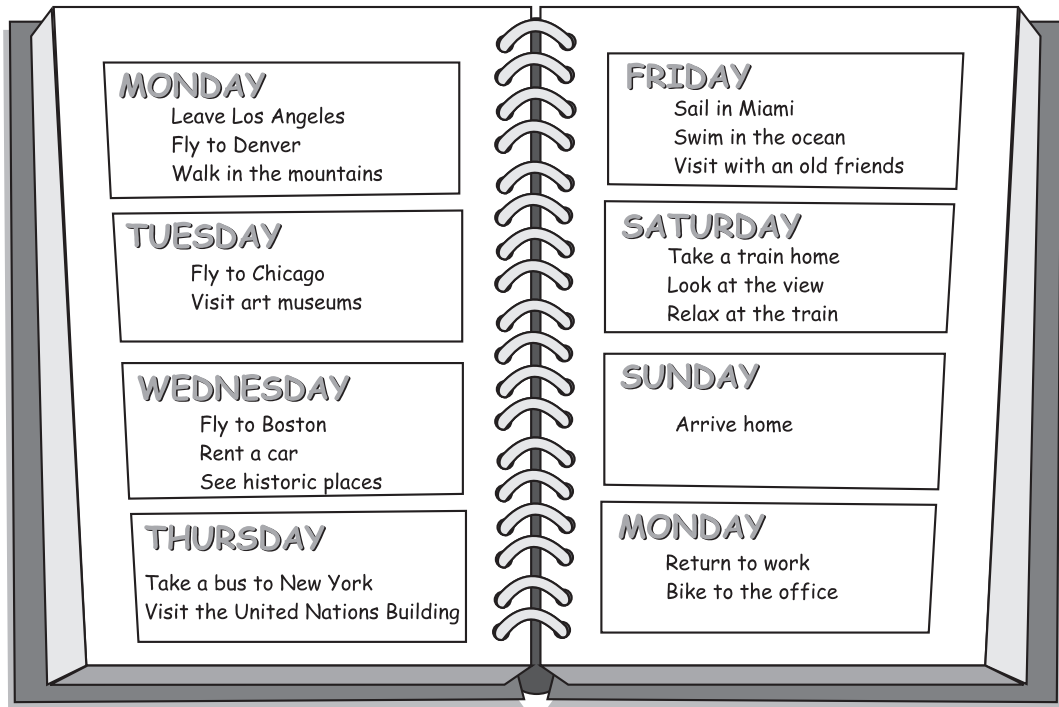 MONDAY
Leave Los Angeles
Fly to Denver
Walk in the mountains
TUESDAY
Fly to Chicago
Visit art museums
WEDNESDAY
Fly to Boston
Rent a car
See historic places
THURSDAY
Take a bus to New York
Visit the United Nations Building
FRIDAY
Sail in Miami
Swim in the ocean
Visit with an old friends
SATURDAY
Take a train home
Look at the view
Relax at the train
SUNDAY
Arrive home
MONDAY
Return to work
Bike to the office